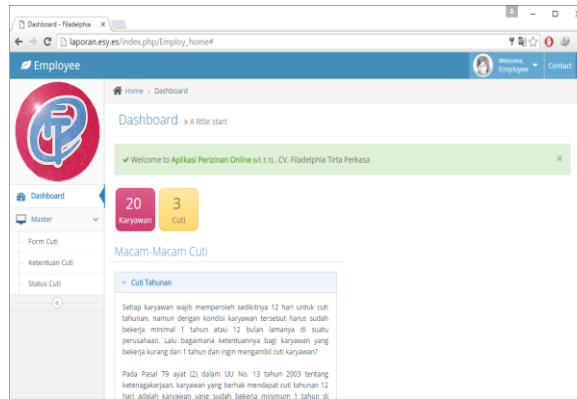 Dashboard - Filadelphia
laporan.esy.es/index.php/Employ_home#
Employee
Welcome,
Employee
Contact
Home > Dashboard
Dashboard » A little start
Welcome to Aplikasi Perizinan Online (v1.1.1) , CV. Filadelphia Tirta Perkasa
Dashboard
Master
Form Cuti
Ketentuan Cuti
Status Cuti
20
Karyawan
3
Cuti
Macam-Macam Cuti
Cuti Tahunan
Setiap karyawan wajib memperoleh sedikitnya 12 hari untuk cuti
tahunan, namun dengan kondisi karyawan tersebut harus sudah
bekerja minimal 1 tahun atau 12 bulan lamanya di suatu
perusahaan. Lalu bagaimana ketentuannya bagi karyawan yang
bekerja kurang dari 1 tahun dan ingin mengambil cuti karyawan?
Pada Pasal 79 ayat (2) dalam UU No. 13 tahun 2003 tentang
ketenagakerjaan, karyawan yang berhak mendapat cuti tahunan 12
hari adalah karyawan yang sudah bekerja minimum 1 tahun di